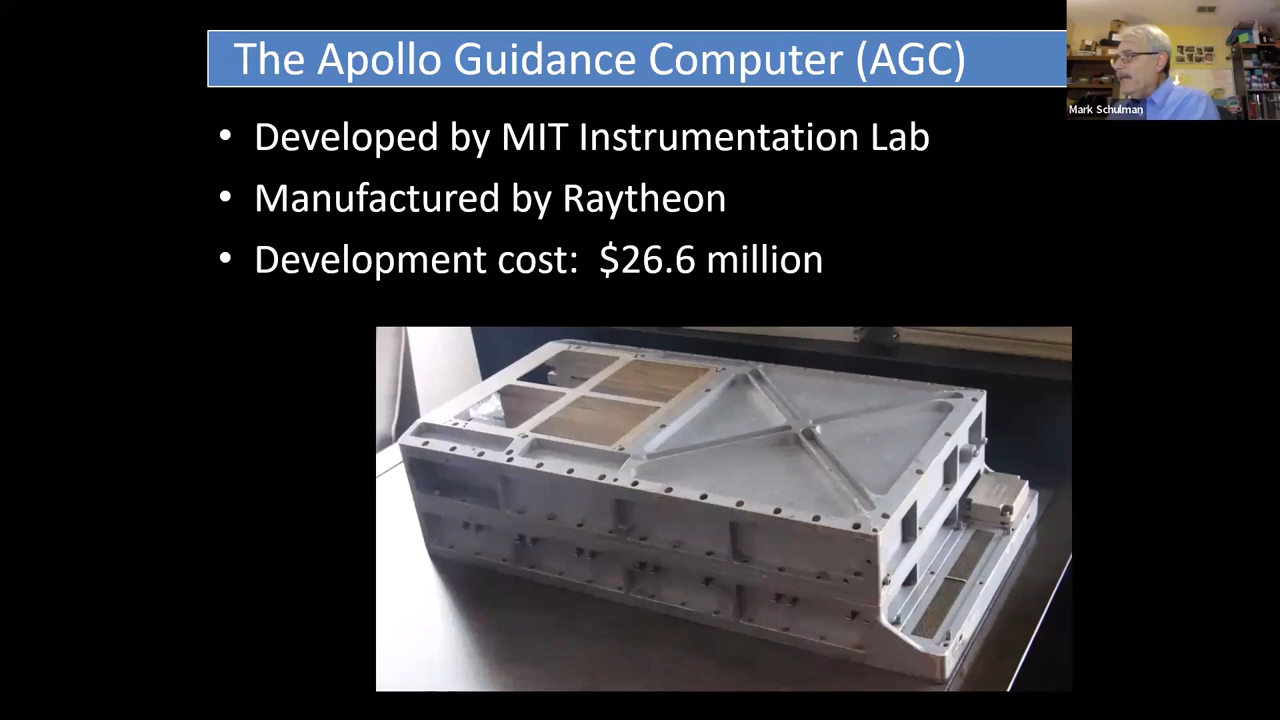 The Apollo Guidance Computer (AGC)
• Developed by MIT Instrumentation Lab
• Manufactured by Raytheon
• Development cost: $26.6 million
Mark Schulman